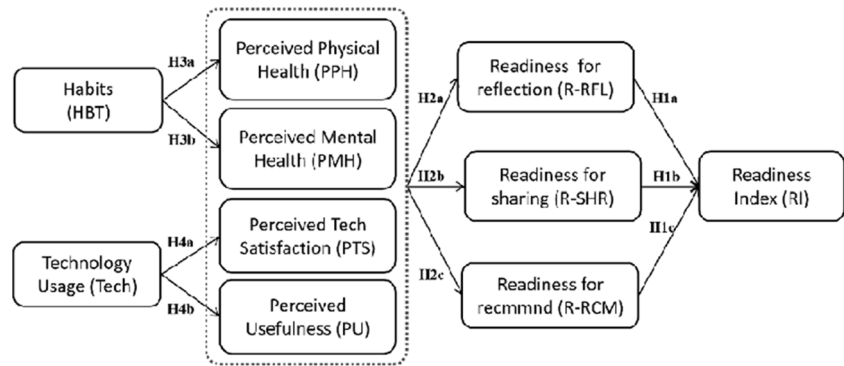 Habits
(HBT)
Technology
Usage (Tech)
H3a
H3b
H4a
H4b
Perceived Physical
Health (PPH)
Perceived Mental
Health (PMH)
Perceived Tech
Satisfaction (PTS)
Perceived
Usefulness (PU)
H2a
H2b
H2c
Readiness for
reflection (R-RFL)
Readiness for
sharing (R-SHR)
Readiness for
recmmnd (R-RCM)
H1a
H1b
H1c
Readiness
Index (RI)